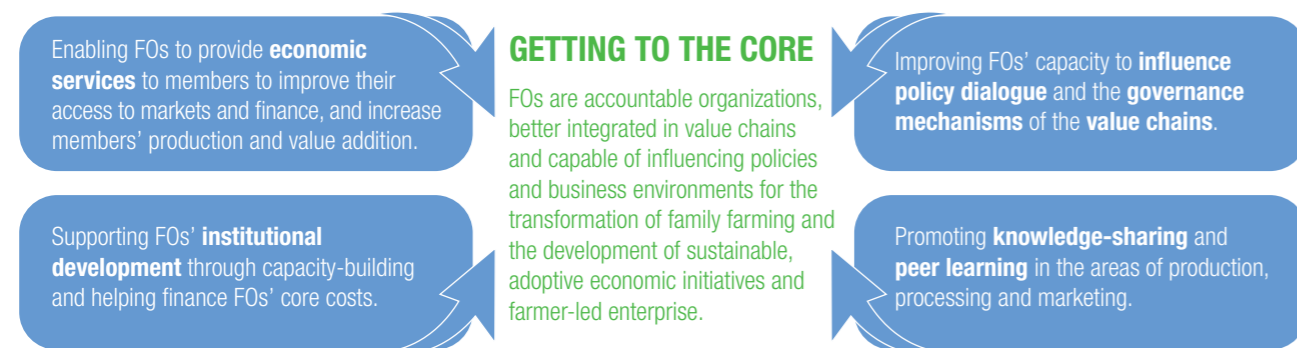 Enabling FOs to provide economic
services to members to improve their
access to markets and finance, and increase
members’ production and value addition.
Supporting FOs’ institutional
development through capacity-building
and helping finance FOs’ core costs.
GETTING TO THE CORE
FOs are accountable organizations,
better integrated in value chains
and capable of influencing policies
and business environments for the
transformation of family farming and
the development of sustainable,
adoptive economic initiatives and
farmer-led enterprise.
Improving FOs’ capacity to influence
policy dialogue and the governance
mechanisms of the value chains.
Promoting knowledge-sharing and
peer learning in the areas of production,
processing and marketing.